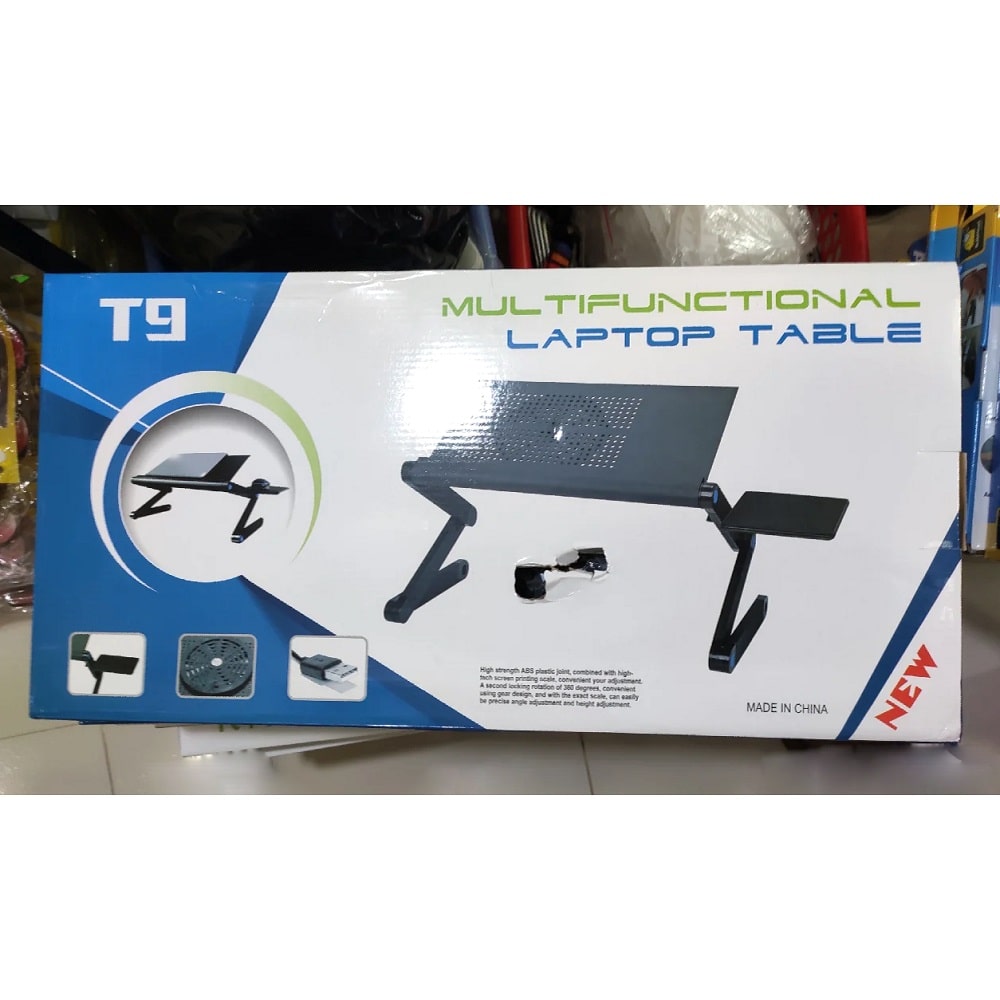 T9
MULTIFUNCTIONAL
LAPTOP TABLE
High strength ABS plastic joint, combined with high-
tech screen printing scale, convenient your adjustment.
A second locking rotation of 360 degrees, convenient
using gear design, and with the exact scale, can easily
be precise angle adjustment and height adjustment.
MADE IN CHINA
NEW